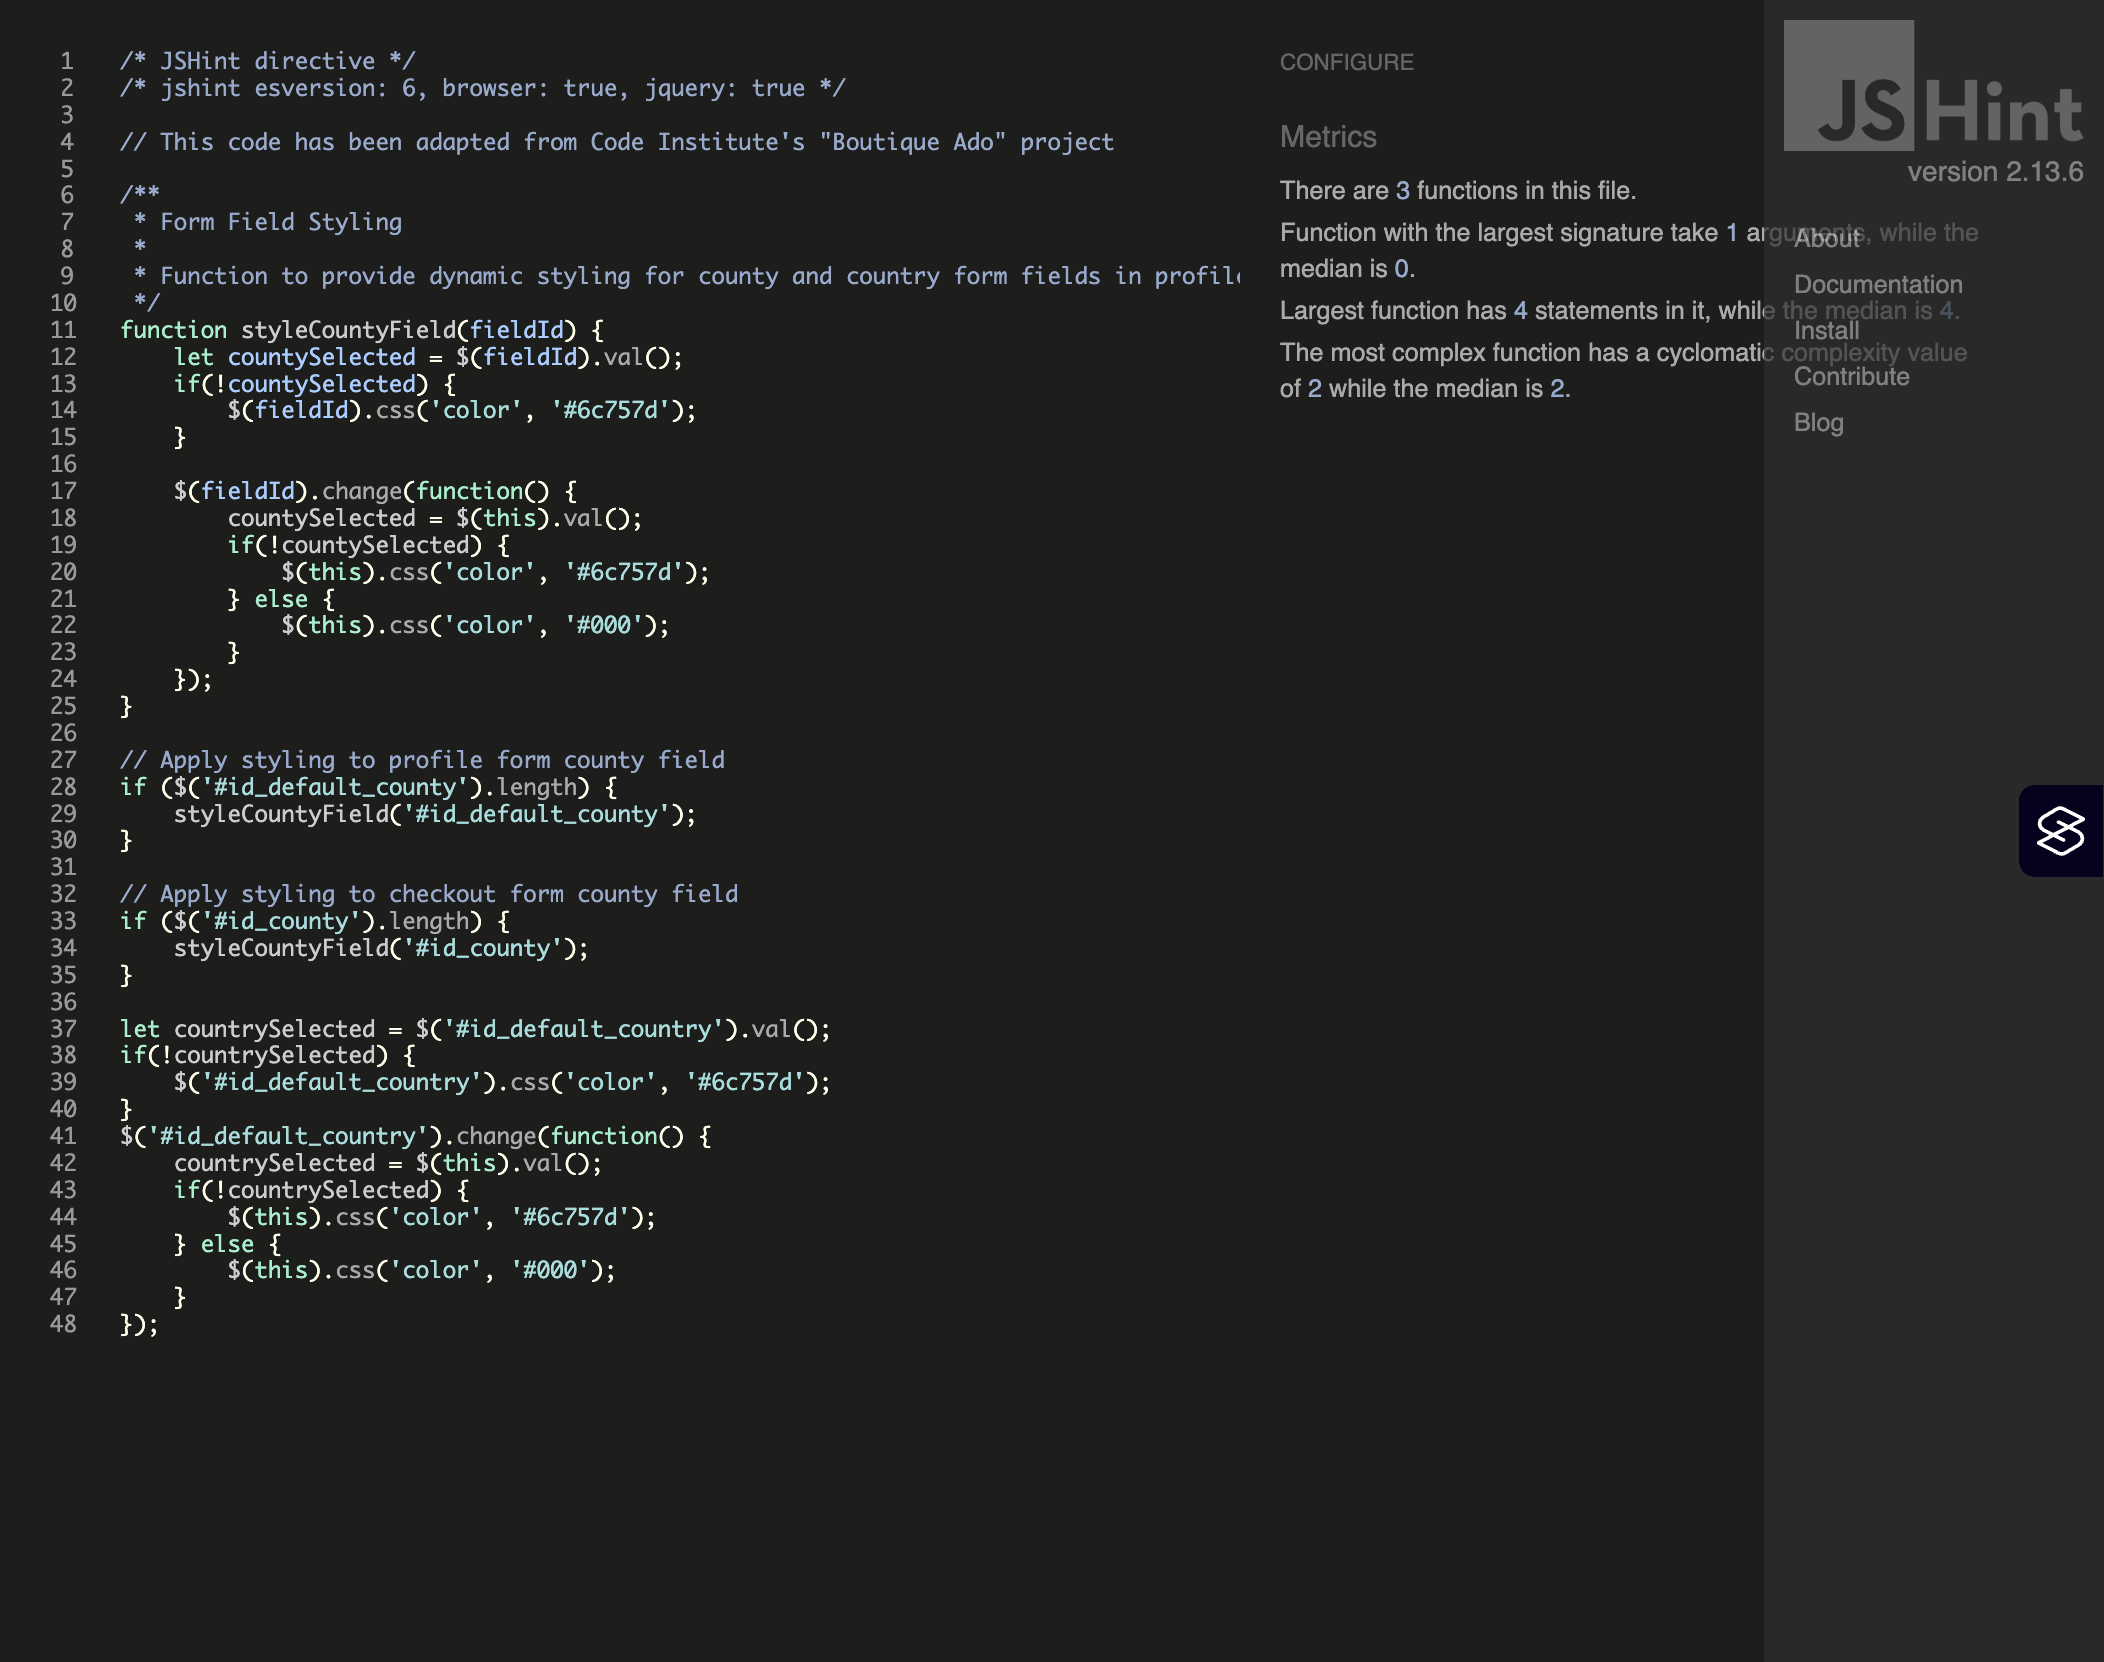 1 /* JSHint directive */
2 /* jshint esversion: 6, browser: true, jquery: true */
3
4 // This code has been adapted from Code Institute's "Boutique Ado" project
5
6 /**
7  * Form Field Styling
8  *
9  * Function to provide dynamic styling for county and country form fields in profile
10  */
11 function styleCountyField(fieldId) {
12     let countySelected = $(fieldId).val();
13     if(!countySelected) {
14         $(fieldId).css('color', '#6c757d');
15     }
16
17     $(fieldId).change(function() {
18         countySelected = $(this).val();
19         if(!countySelected) {
20             $(this).css('color', '#6c757d');
21         } else {
22             $(this).css('color', '#000');
23         }
24     });
25 }
26
27 // Apply styling to profile form county field
28 if ($('#id_default_county').length) {
29     styleCountyField('#id_default_county');
30 }
31
32 // Apply styling to checkout form county field
33 if ($('#id_county').length) {
34     styleCountyField('#id_county');
35 }
36
37 let countrySelected = $('#id_default_country').val();
38 if(!countrySelected) {
39     $('#id_default_country').css('color', '#6c757d');
40 }
41 $('#id_default_country').change(function() {
42     countrySelected = $(this).val();
43     if(!countrySelected) {
44         $(this).css('color', '#6c757d');
45     } else {
46         $(this).css('color', '#000');
47     }
48 });
CONFIGURE
Metrics
There are 3 functions in this file.
Function with the largest signature take 1 arguments, while the
median is 0.
Largest function has 4 statements in it, while the median is 4.
The most complex function has a cyclomatic complexity value
of 2 while the median is 2.
JSHint
version 2.13.6
About
Documentation
Install
Contribute
Blog